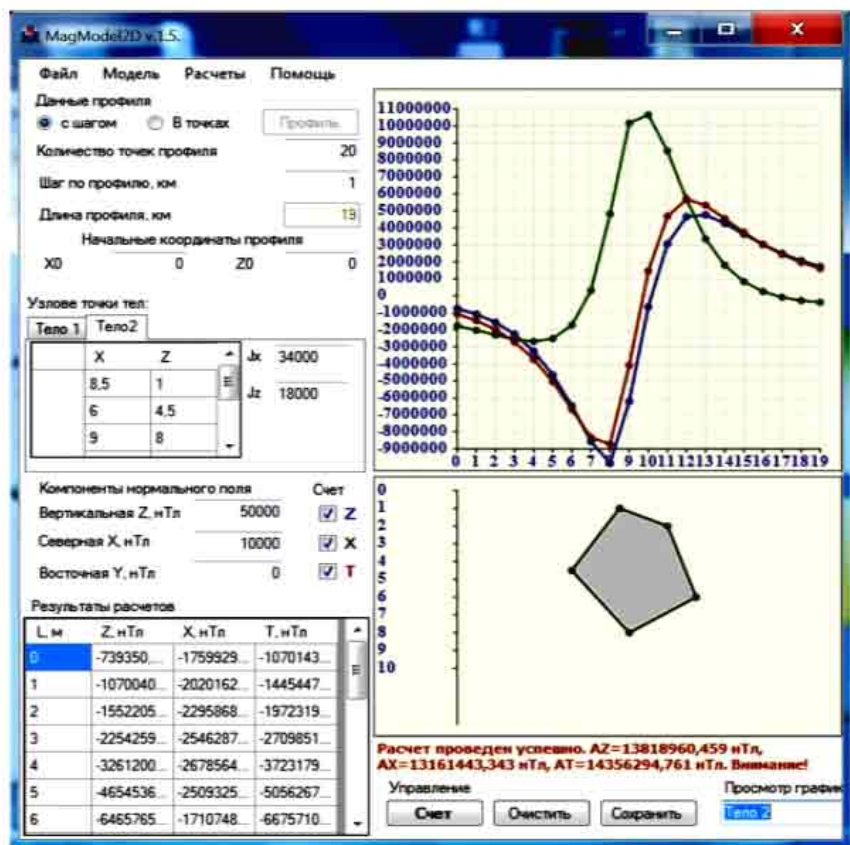 MagModel2D v.1.5.
Файл Модель Расчеты Помощь
Данные профиля
с шагом В точках Профиль
Количество точек профиля 20
Шаг по профилю, км 1
Длина профиля, км 19
Начальные координаты профиля
X0 0 Z0 0
Узлове точки тел:
Тело 1 Тело2
X Z
8,5 1
6 4,5
9 8
Jx 34000
Jz 18000
Компоненты нормального поля Счет
Вертикальная Z, нТл 50000 Z
Северная X, нТл 10000 X
Восточная Y, нТл 0 T
Результаты расчетов
L, м Z, нТл X, нТл T, нТл
0 -739350,... -1759929... -1070143...
1 -1070040... -2020162... -1445447...
2 -1552205... -2295868... -1972319...
3 -2254259... -2546287... -2709851...
4 -3261200... -2678564... -3723179...
5 -4654536... -2509325... -5056267...
6 -6465765... -1710748... -6675710...
11000000
10000000
9000000
8000000
7000000
6000000
5000000
4000000
3000000
2000000
1000000
0
-1000000
-2000000
-3000000
-4000000
-5000000
-6000000
-7000000
-8000000
-9000000
0 1 2 3 4 5 6 7 8 9 10 11 12 13 14 15 16 17 18 19
0
1
2
3
4
5
6
7
8
9
10
Расчет проведен успешно. AZ=13818960,459 нТл,
AX=13161443,343 нТл, AT=14356294,761 нТл. Внимание!
Управление Просмотр график
Счет Очистить Сохранить Тело 2